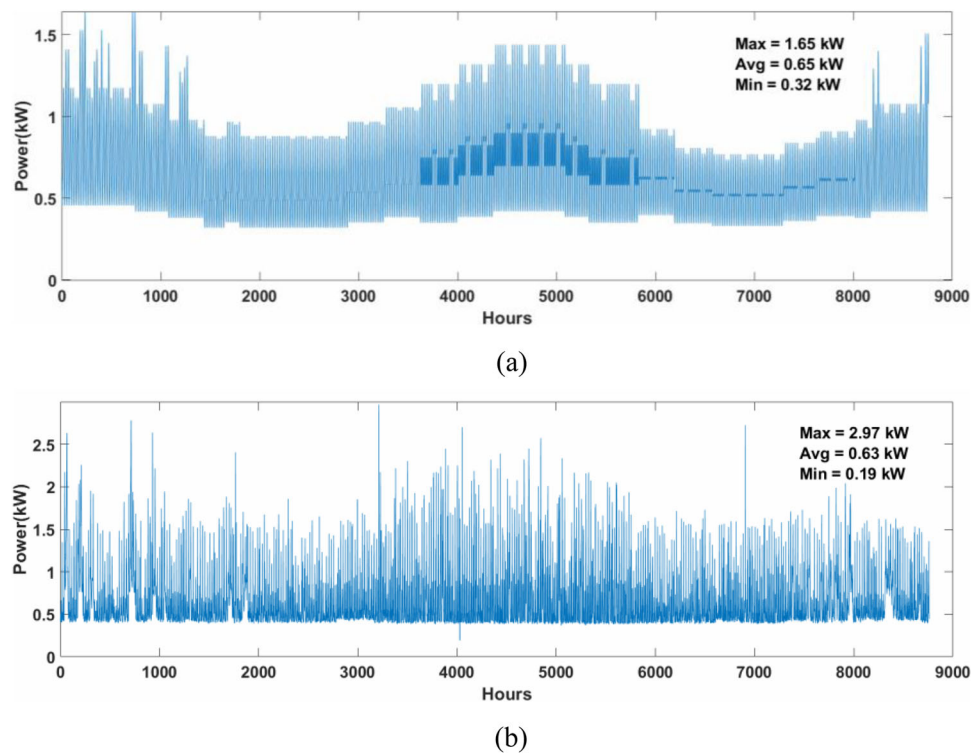 1.5
1
0.5
0
Power(kW)
Max = 1.65 kW
Avg = 0.65 kW
Min = 0.32 kW
0 1000 2000 3000 4000 5000 6000 7000 8000 9000
Hours
(a)
2.5
2
1.5
1
0.5
0
Power(kW)
Max = 2.97 kW
Avg = 0.63 kW
Min = 0.19 kW
0 1000 2000 3000 4000 5000 6000 7000 8000 9000
Hours
(b)